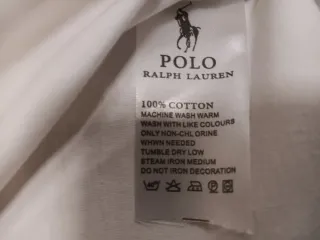 POLO
RALPH LAUREN
100% COTTON
MACHINE WASH WARM
WASH WITH LIKE COLOURS
ONLY NON-CHL ORINE
WHWN NEEDED
TUMBLE DRY LOW
STEAM IRON MEDIUM
DO NOT IRON DECORATION